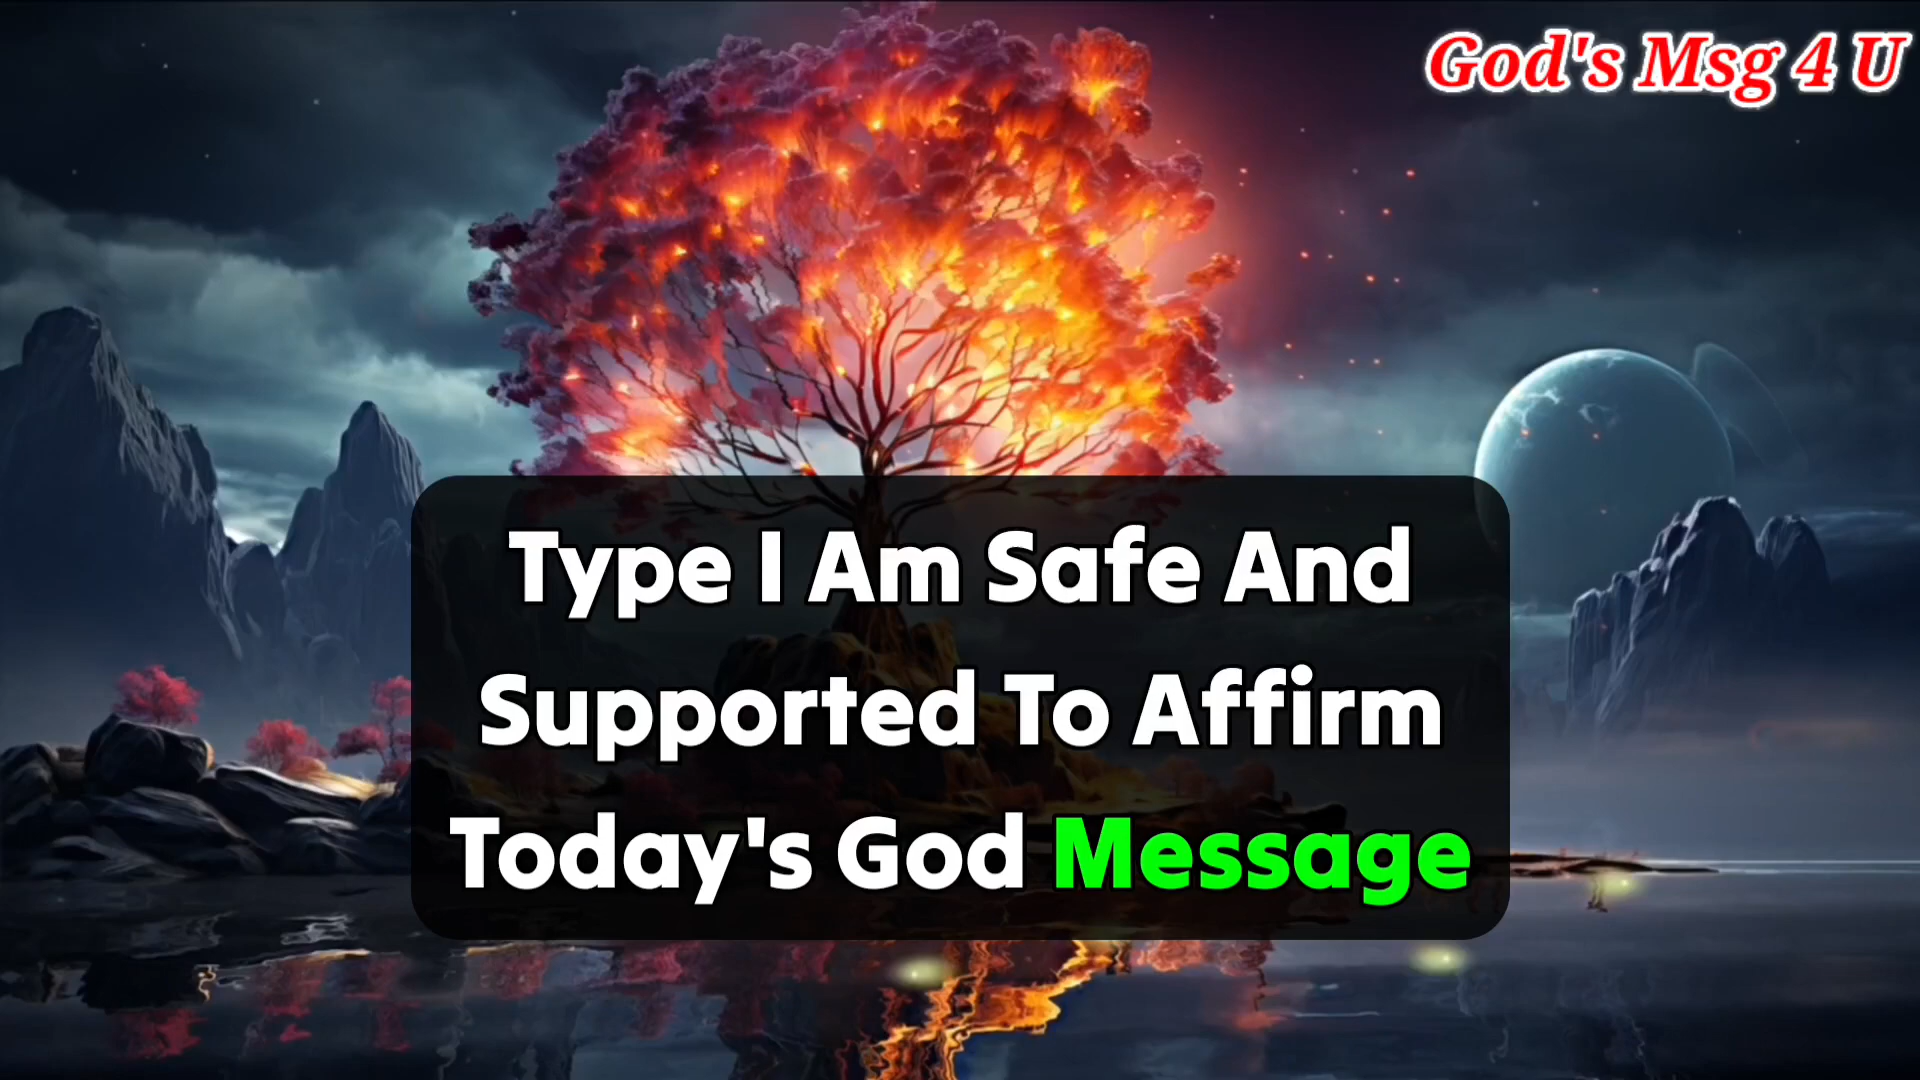 God's Msg 4 U
Type I Am Safe And
Supported To Affirm
Today's God Message